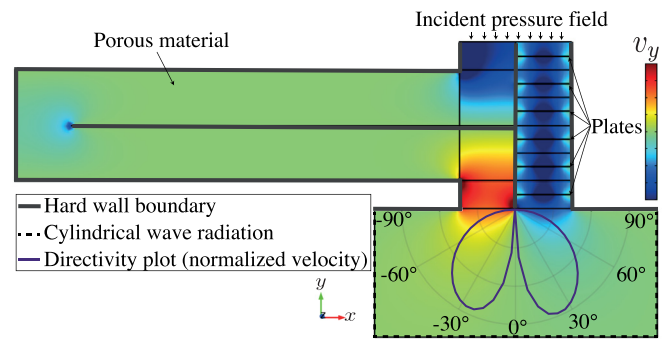 Incident pressure field
Porous material
v_y
Plates
Hard wall boundary
Cylindrical wave radiation
Directivity plot (normalized velocity)
-90°
90°
-60°
60°
-30°
0°
30°
y
x
z